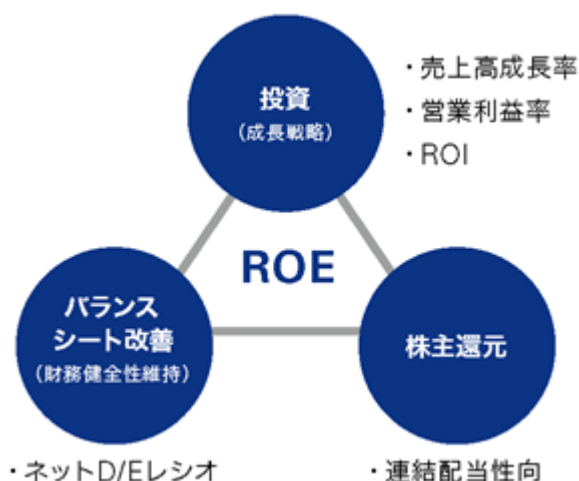 投資
(成長戦略)
・売上高成長率
・営業利益率
・ROI
ROE
バランス
シート改善
(財務健全性維持)
株主還元
・ネットD/Eレシオ
・連結配当性向